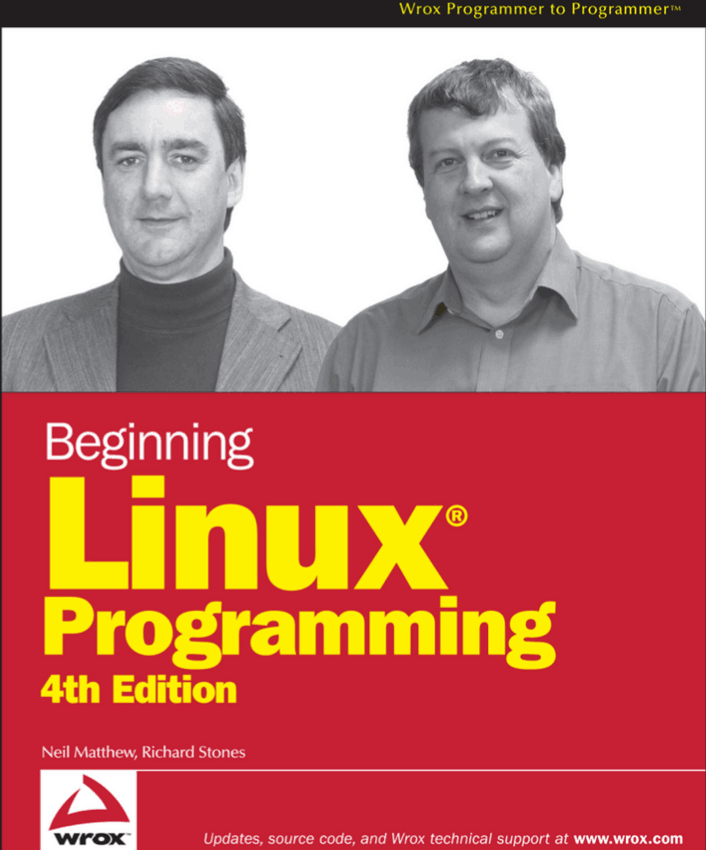 Wrox Programmer to Programmer™
Beginning
Linux®
Programming
4th Edition
Neil Matthew, Richard Stones
wrox™
Updates, source code, and Wrox technical support at www.wrox.com